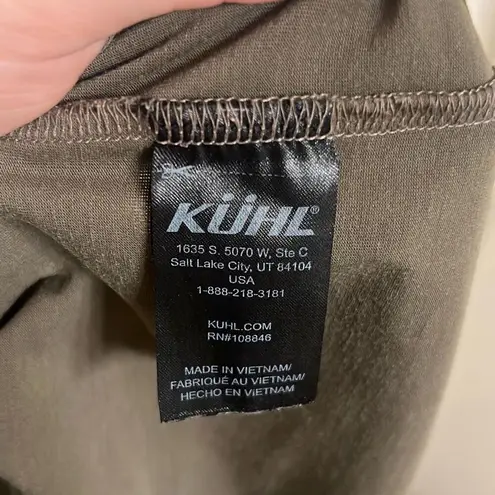 KÜHL®
1635 S. 5070 W, Ste C
Salt Lake City, UT 84104
USA
1-888-218-3181
KUHL.COM
RN#108846
MADE IN VIETNAM/
FABRIQUÉ AU VIETNAM/
HECHO EN VIETNAM